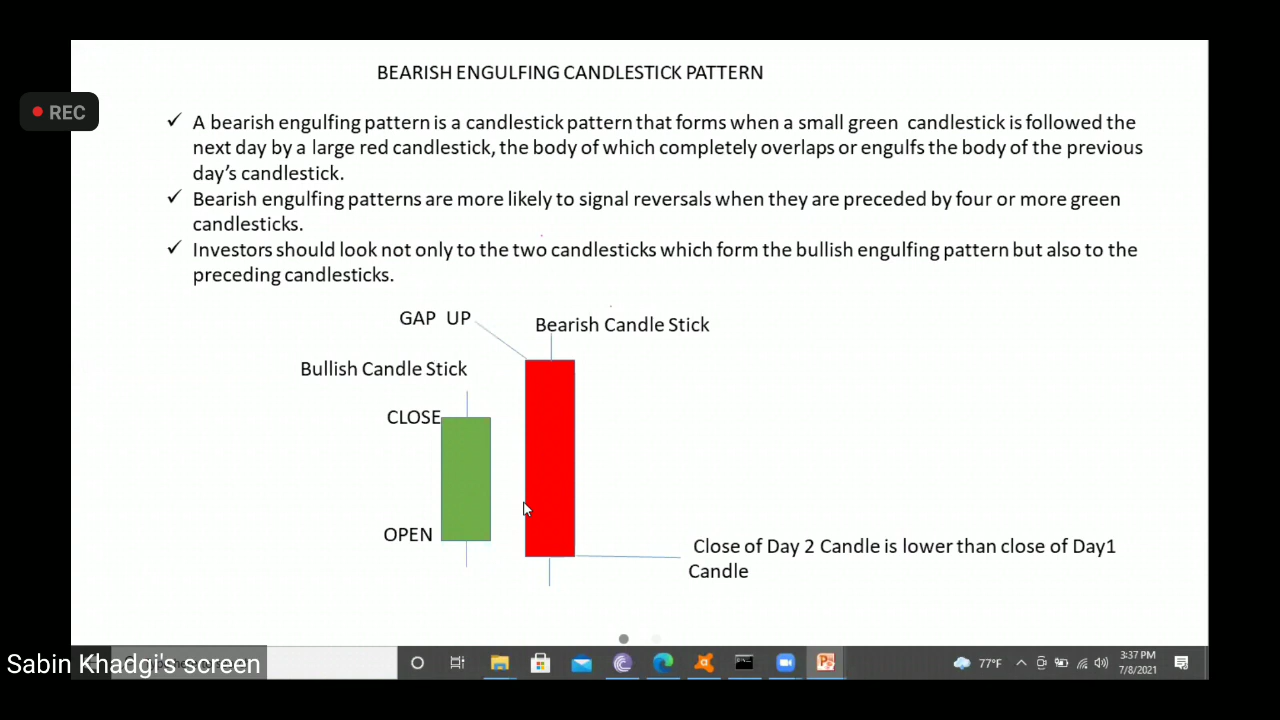 BEARISH ENGULFING CANDLESTICK PATTERN
REC
✓ A bearish engulfing pattern is a candlestick pattern that forms when a small green candlestick is followed the
next day by a large red candlestick, the body of which completely overlaps or engulfs the body of the previous
day's candlestick.
✓ Bearish engulfing patterns are more likely to signal reversals when they are preceded by four or more green
candlesticks.
✓ Investors should look not only to the two candlesticks which form the bullish engulfing pattern but also to the
preceding candlesticks.
GAP UP
Bearish Candle Stick
Bullish Candle Stick
CLOSE
OPEN
Close of Day 2 Candle is lower than close of Day1
Candle
Sabin Khadgi's screen
77°F
3:37 PM
7/8/2021